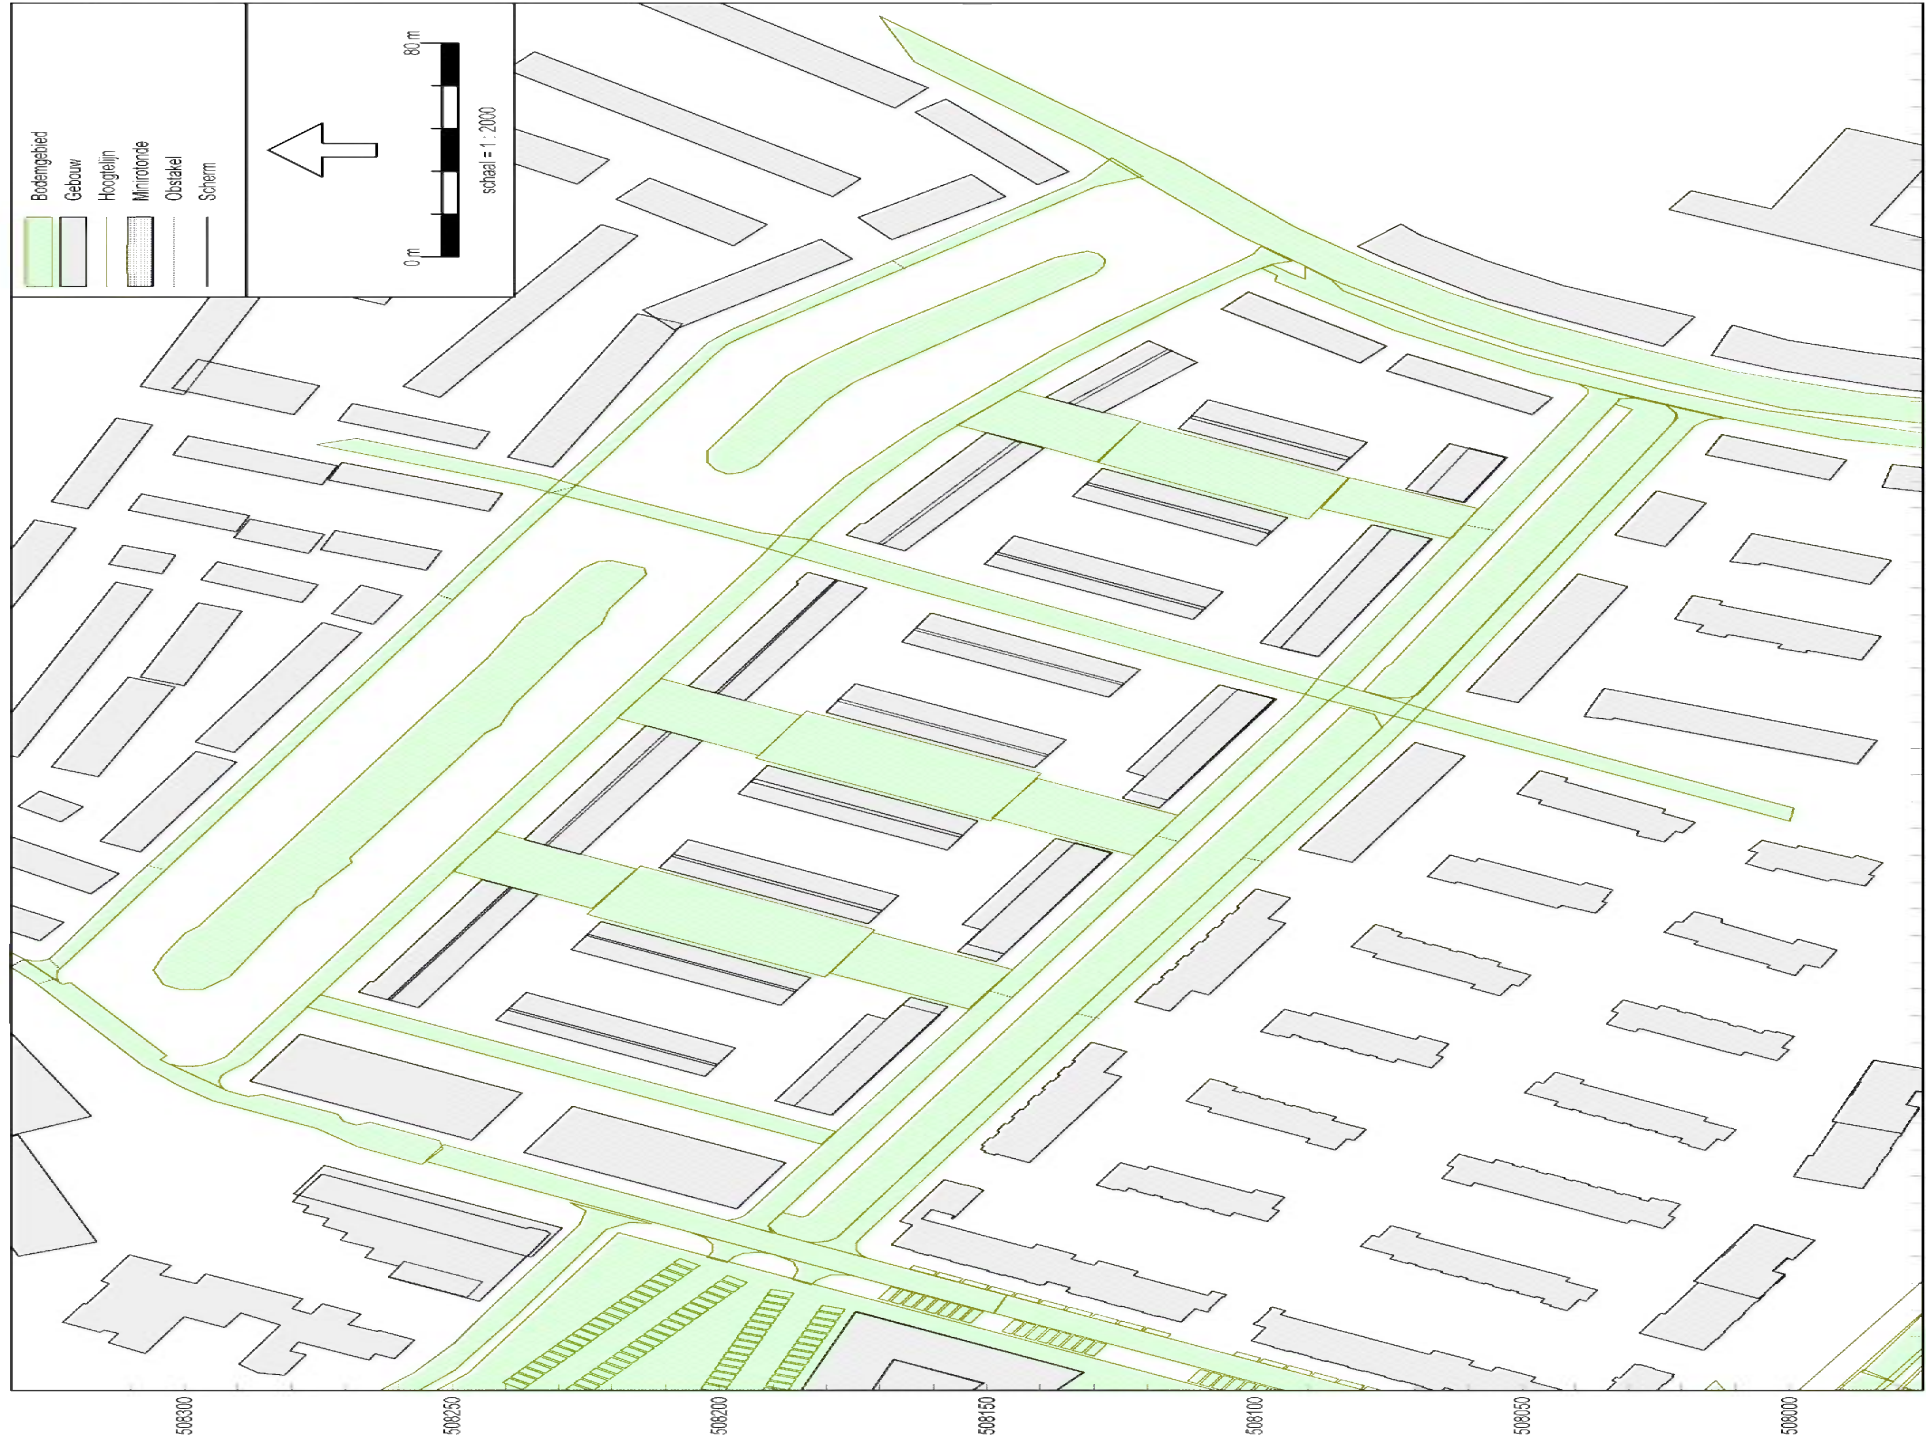 Bodemgebied
Gebouw
Hoogtelijn
Minirotonde
Obstakel
Scherm
0 m
80 m
schaal = 1 : 2000
508300
508250
508200
508150
508100
508050
508000